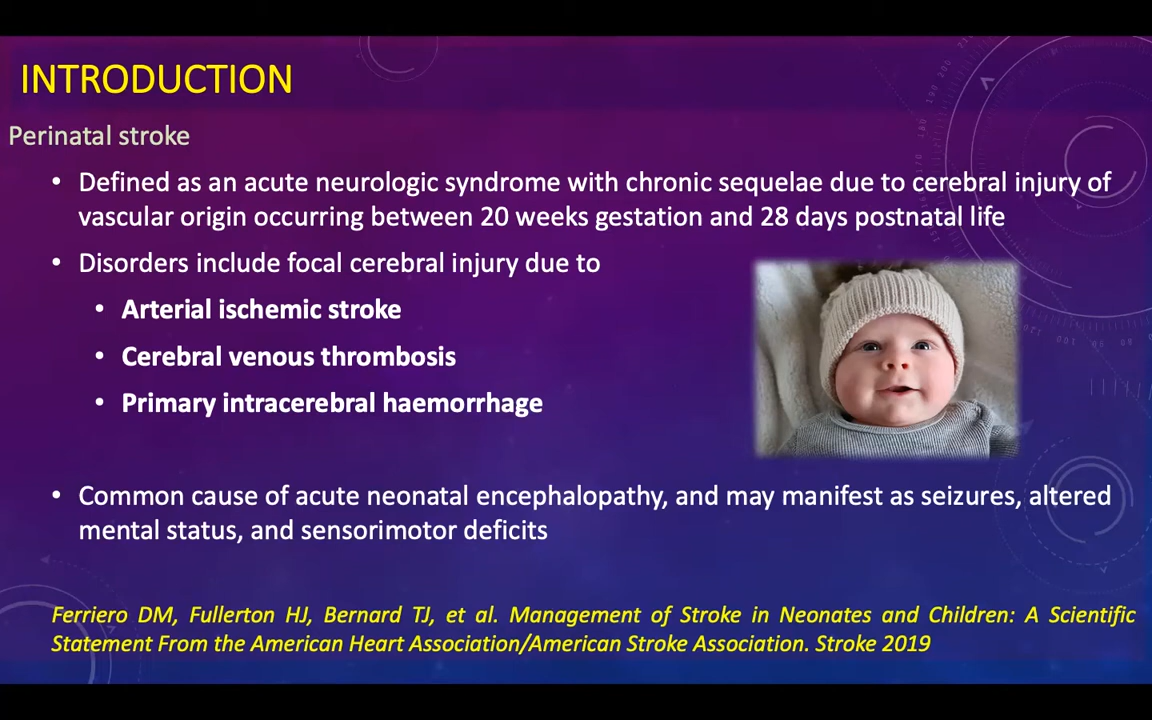 INTRODUCTION
Perinatal stroke
• Defined as an acute neurologic syndrome with chronic sequelae due to cerebral injury of
vascular origin occurring between 20 weeks gestation and 28 days postnatal life
• Disorders include focal cerebral injury due to
• Arterial ischemic stroke
• Cerebral venous thrombosis
• Primary intracerebral haemorrhage
• Common cause of acute neonatal encephalopathy, and may manifest as seizures, altered
mental status, and sensorimotor deficits
Ferriero DM, Fullerton HJ, Bernard TJ, et al. Management of Stroke in Neonates and Children: A Scientific
Statement From the American Heart Association/American Stroke Association. Stroke 2019